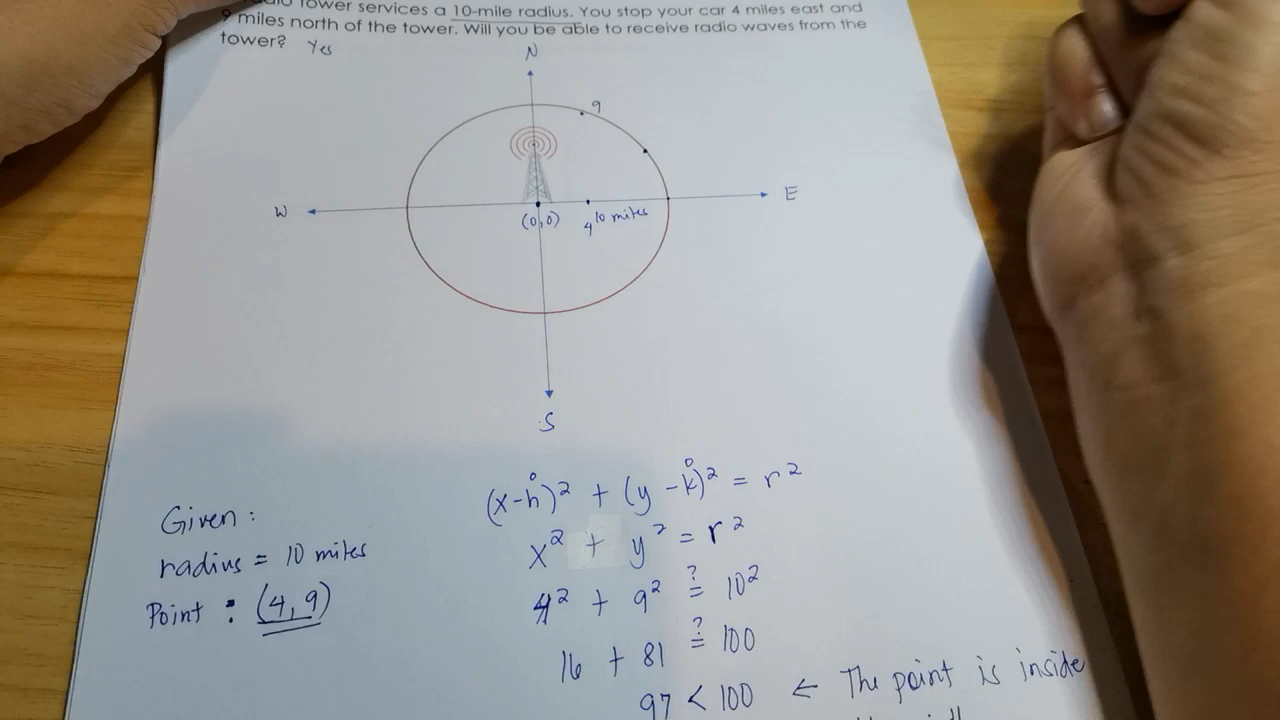 tower services a 10-mile radius. You stop your car 4 miles east and
9 miles north of the tower. Will you be able to receive radio waves from the
tower? Yes
N
9
W
E
(0,0)
4 10 miles
S
(x-h)² + (y-k)² = r²
0 0
Given:
x² + y² = r²
radius = 10 miles
4² + 9² ?= 10²
Point : (4,9)
16 + 81 ?= 100
97 < 100 ← The point is inside